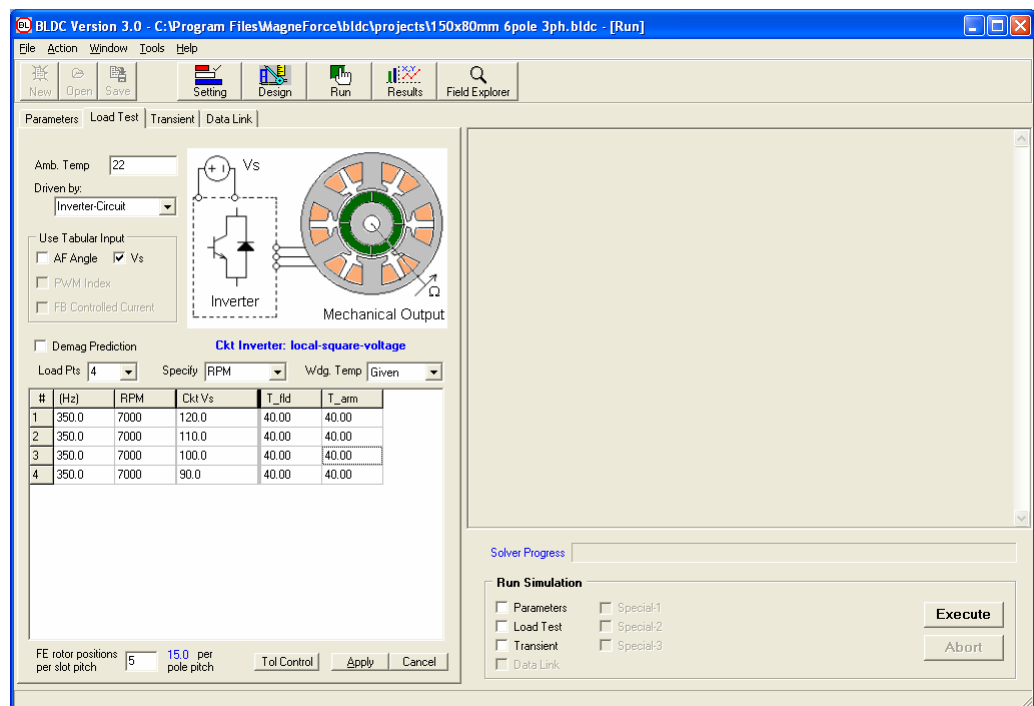 BLDC Version 3.0 - C:\Program Files\MagneForce\bldc\projects\150x80mm 6pole 3ph.bldc - [Run]
File Action Window Tools Help
New Open Save Setting Design Run Results Field Explorer
Parameters Load Test Transient Data Link
Amb. Temp 22
Driven by:
Inverter-Circuit
Use Tabular Input
AF Angle Vs
PWM Index
FB Controlled Current
+ - Vs
Inverter
Ω
Mechanical Output
Demag Prediction Ckt Inverter: local-square-voltage
Load Pts 4 Specify RPM Wdg. Temp Given
# (Hz) RPM Ckt Vs T_fld T_arm
1 350.0 7000 120.0 40.00 40.00
2 350.0 7000 110.0 40.00 40.00
3 350.0 7000 100.0 40.00 40.00
4 350.0 7000 90.0 40.00 40.00
FE rotor positions
per slot pitch 5 15.0 per
pole pitch
Tol Control Apply Cancel
Solver Progress
Run Simulation
Parameters Special-1
Load Test Special-2
Transient Special-3
Data Link
Execute
Abort